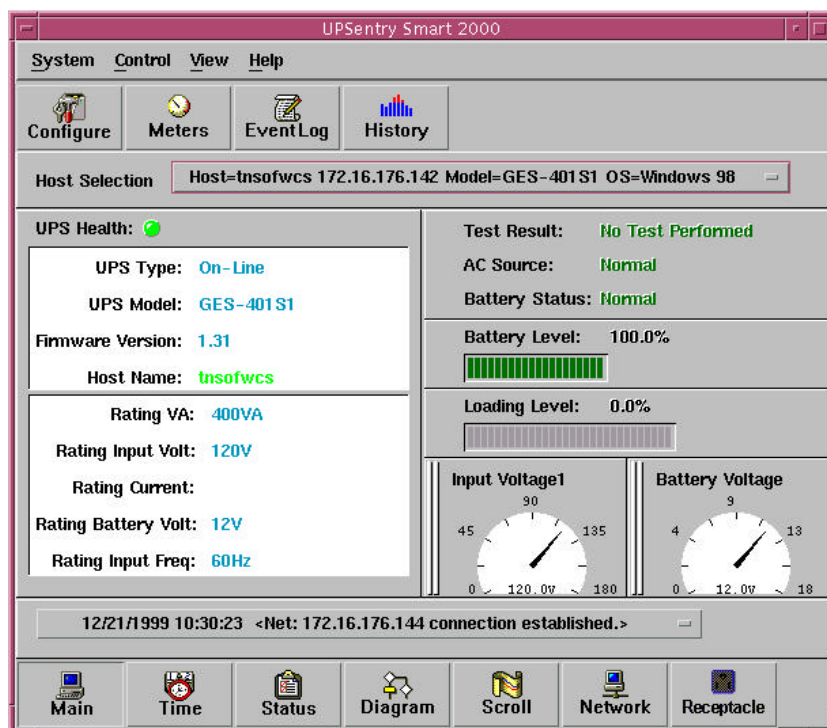 UPSentry Smart 2000
System Control View Help
Configure Meters EventLog History
Host Selection Host=tnsofwcs 172.16.176.142 Model=GES-401S1 OS=Windows 98
UPS Health:
UPS Type: On-Line
UPS Model: GES-401S1
Firmware Version: 1.31
Host Name: tnsofwcs
Rating VA: 400VA
Rating Input Volt: 120V
Rating Current:
Rating Battery Volt: 12V
Rating Input Freq: 60Hz
Test Result: No Test Performed
AC Source: Normal
Battery Status: Normal
Battery Level: 100.0%
Loading Level: 0.0%
Input Voltage1
90
45 135
0 120.0v 180
Battery Voltage
9
4 13
0 12.0v 18
12/21/1999 10:30:23 <Net: 172.16.176.144 connection established.>
Main Time Status Diagram Scroll Network Receptacle